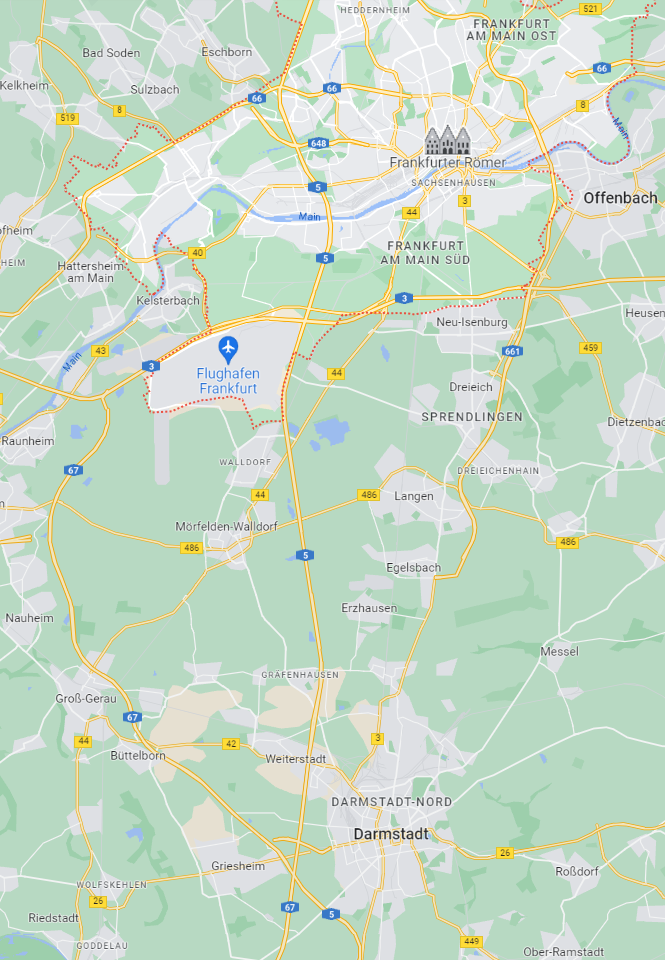 HEDDERNHEIM
521
FRANKFURT
AM MAIN OST
Bad Soden
Eschborn
66
Kelkheim
Sulzbach
66
66
8
519
8
Main
648
Frankfurter Römer
SACHSENHAUSEN
5
3
Offenbach
44
Main
FRANKFURT
AM MAIN SÜD
40
5
HEIM
Hattersheim
am Main
Kelsterbach
3
Heusen
Neu-Isenburg
43
661
459
Main
3
Flughafen
Frankfurt
44
Dreieich
SPRENDLINGEN
Dietzenbac
Raunheim
WALLDORF
67
DREIEICHENHAIN
44
486
Langen
Mörfelden-Walldorf
486
486
5
Egelsbach
Erzhausen
Nauheim
Messel
GRÄFENHAUSEN
Groß-Gerau
67
44
42
3
Büttelborn
Weiterstadt
DARMSTADT-NORD
Darmstadt
26
Griesheim
Roßdorf
WOLFSKEHLEN
26
67
5
Riedstadt
449
GODDELAU
Ober-Ramstadt